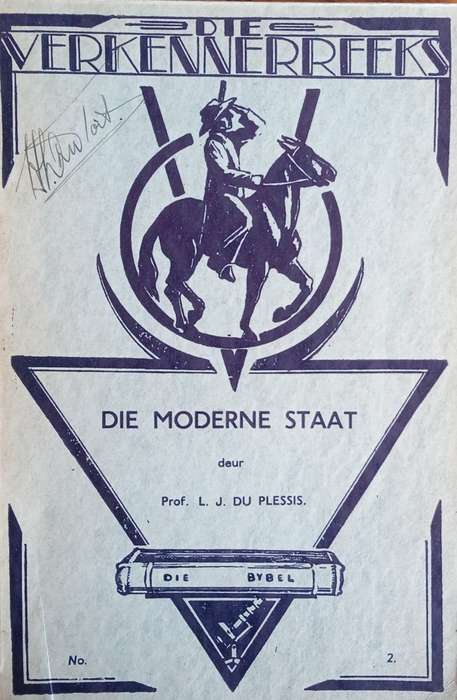 DIE
VERKENNERREEKS
DIE MODERNE STAAT
deur
Prof. L. J. DU PLESSIS.
DIE BYBEL
No. 2.